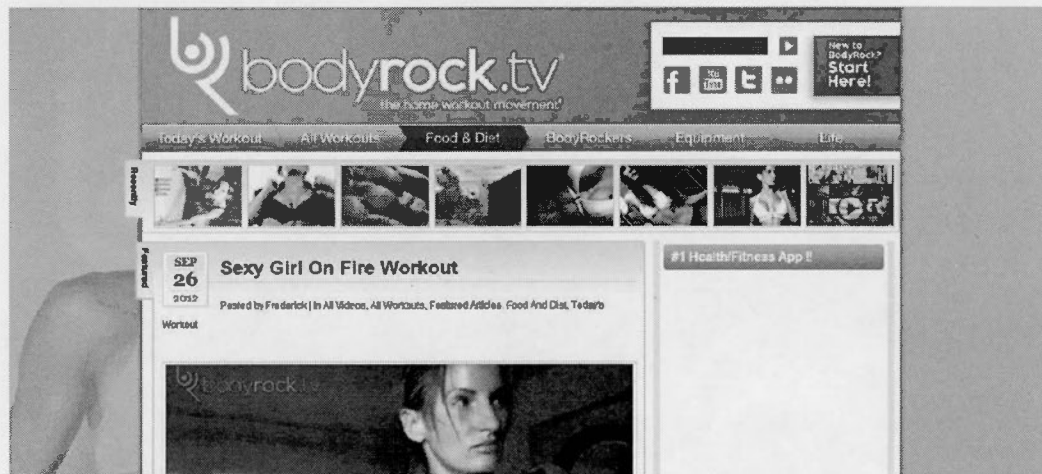 bodyrock.tv
the home workout movement
New to
BodyRock?
Start
Here!
f You Tube t
Today's Workout All Workouts Food & Diet BodyRockers Equipment Life
Recently
Featured
SEP
26
2012
Sexy Girl On Fire Workout
Posted by Frederick | in All Videos, All Workouts, Featured Articles, Food And Diet, Today's
Workout
#1 Health/Fitness App !!
bodyrock.tv